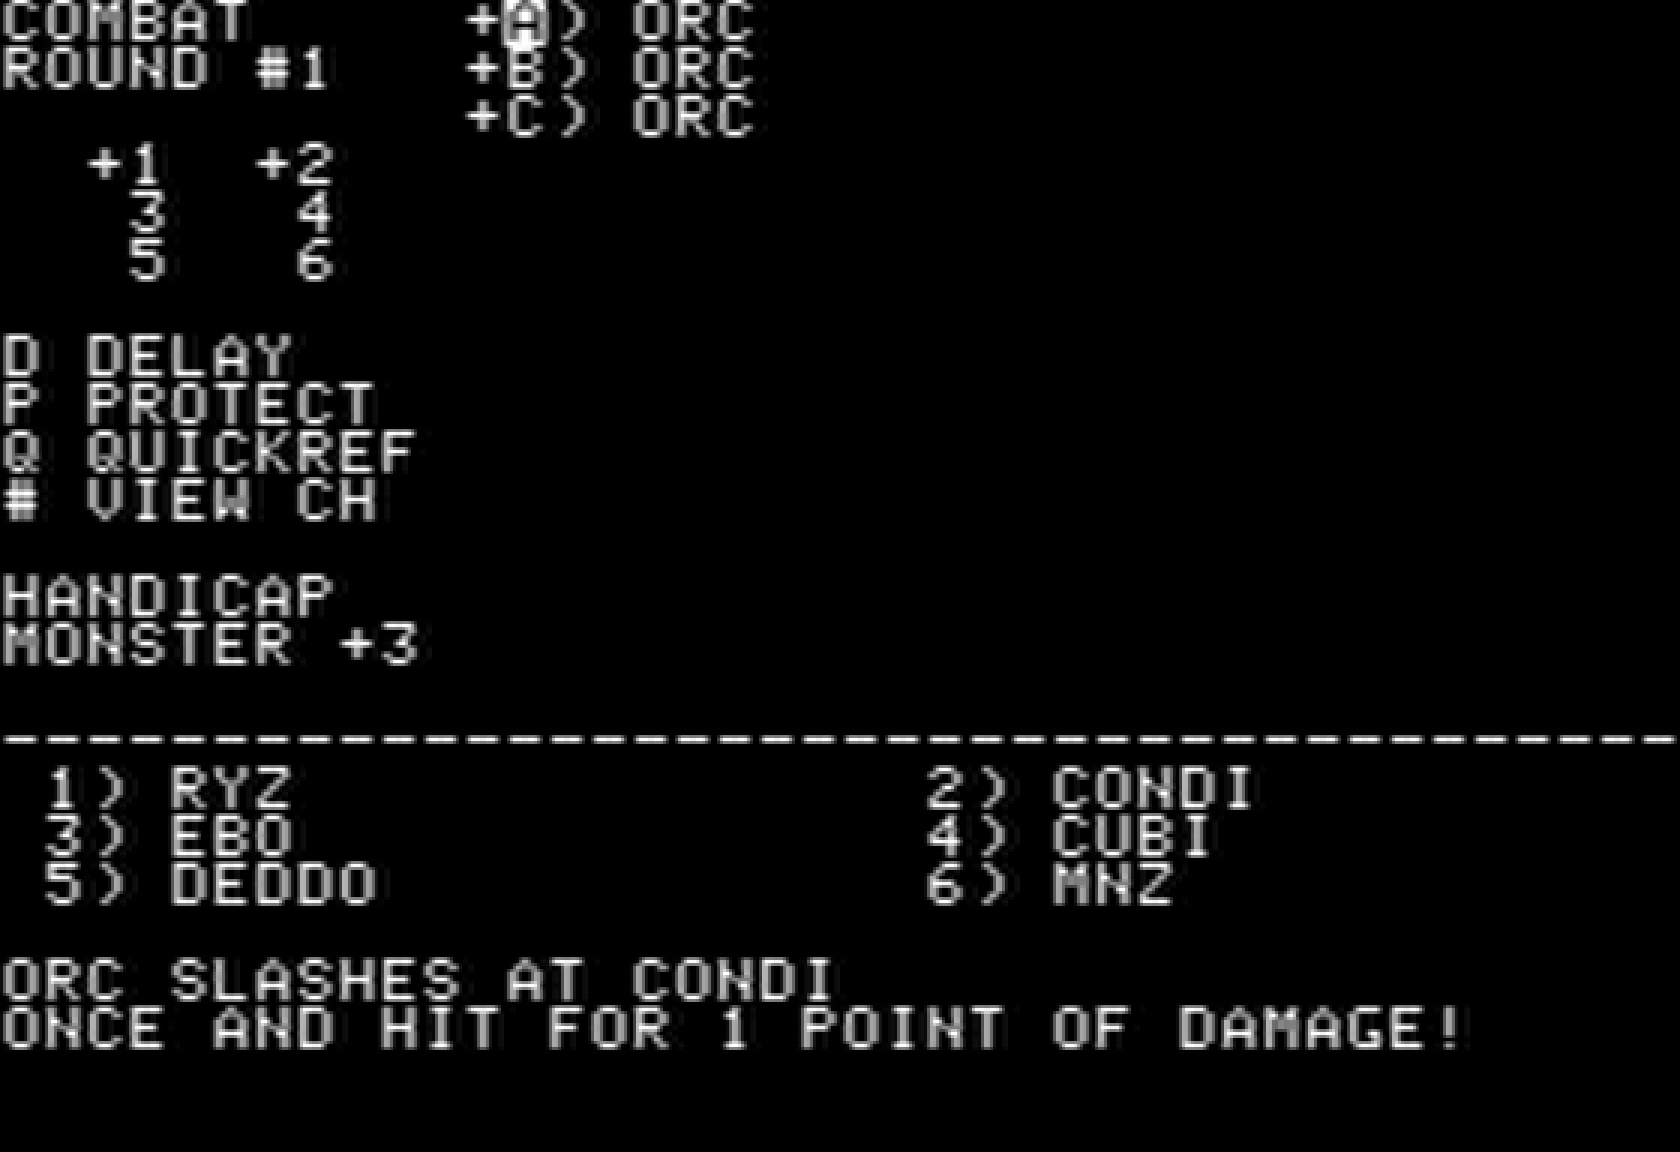 COMBAT +A) ORC
ROUND #1 +B) ORC
+C) ORC
+1 +2
3 4
5 6
D DELAY
P PROTECT
Q QUICKREF
# VIEW CH
HANDICAP
MONSTER +3
----------------------------------------
1) RYZ 2) CONDI
3) EBO 4) CUBI
5) DEDDO 6) MNZ
ORC SLASHES AT CONDI
ONCE AND HIT FOR 1 POINT OF DAMAGE!